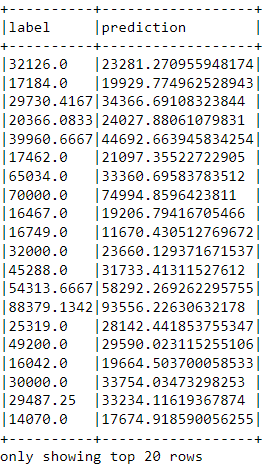 +----------+------------------+
|label     |prediction        |
+----------+------------------+
|32126.0   |23281.270955948174|
|17184.0   |19929.774962528943|
|29730.4167|34366.69108323844 |
|20366.0833|24027.88061079831 |
|39960.6667|44692.663945834254|
|17462.0   |21097.35522722905 |
|65034.0   |33360.69583783512 |
|70000.0   |74994.8596423811  |
|16467.0   |19206.79416705466 |
|16749.0   |11670.430512769672|
|32000.0   |23660.129371671537|
|45288.0   |31733.41311527612 |
|54313.6667|58292.269262295755|
|88379.1342|93556.22630632178 |
|25319.0   |28142.441853755347|
|49200.0   |29590.023115255106|
|16042.0   |19664.503700058533|
|30000.0   |33754.03473298253 |
|29487.25  |33234.11619367874 |
|14070.0   |17674.918590056255|
+----------+------------------+
only showing top 20 rows